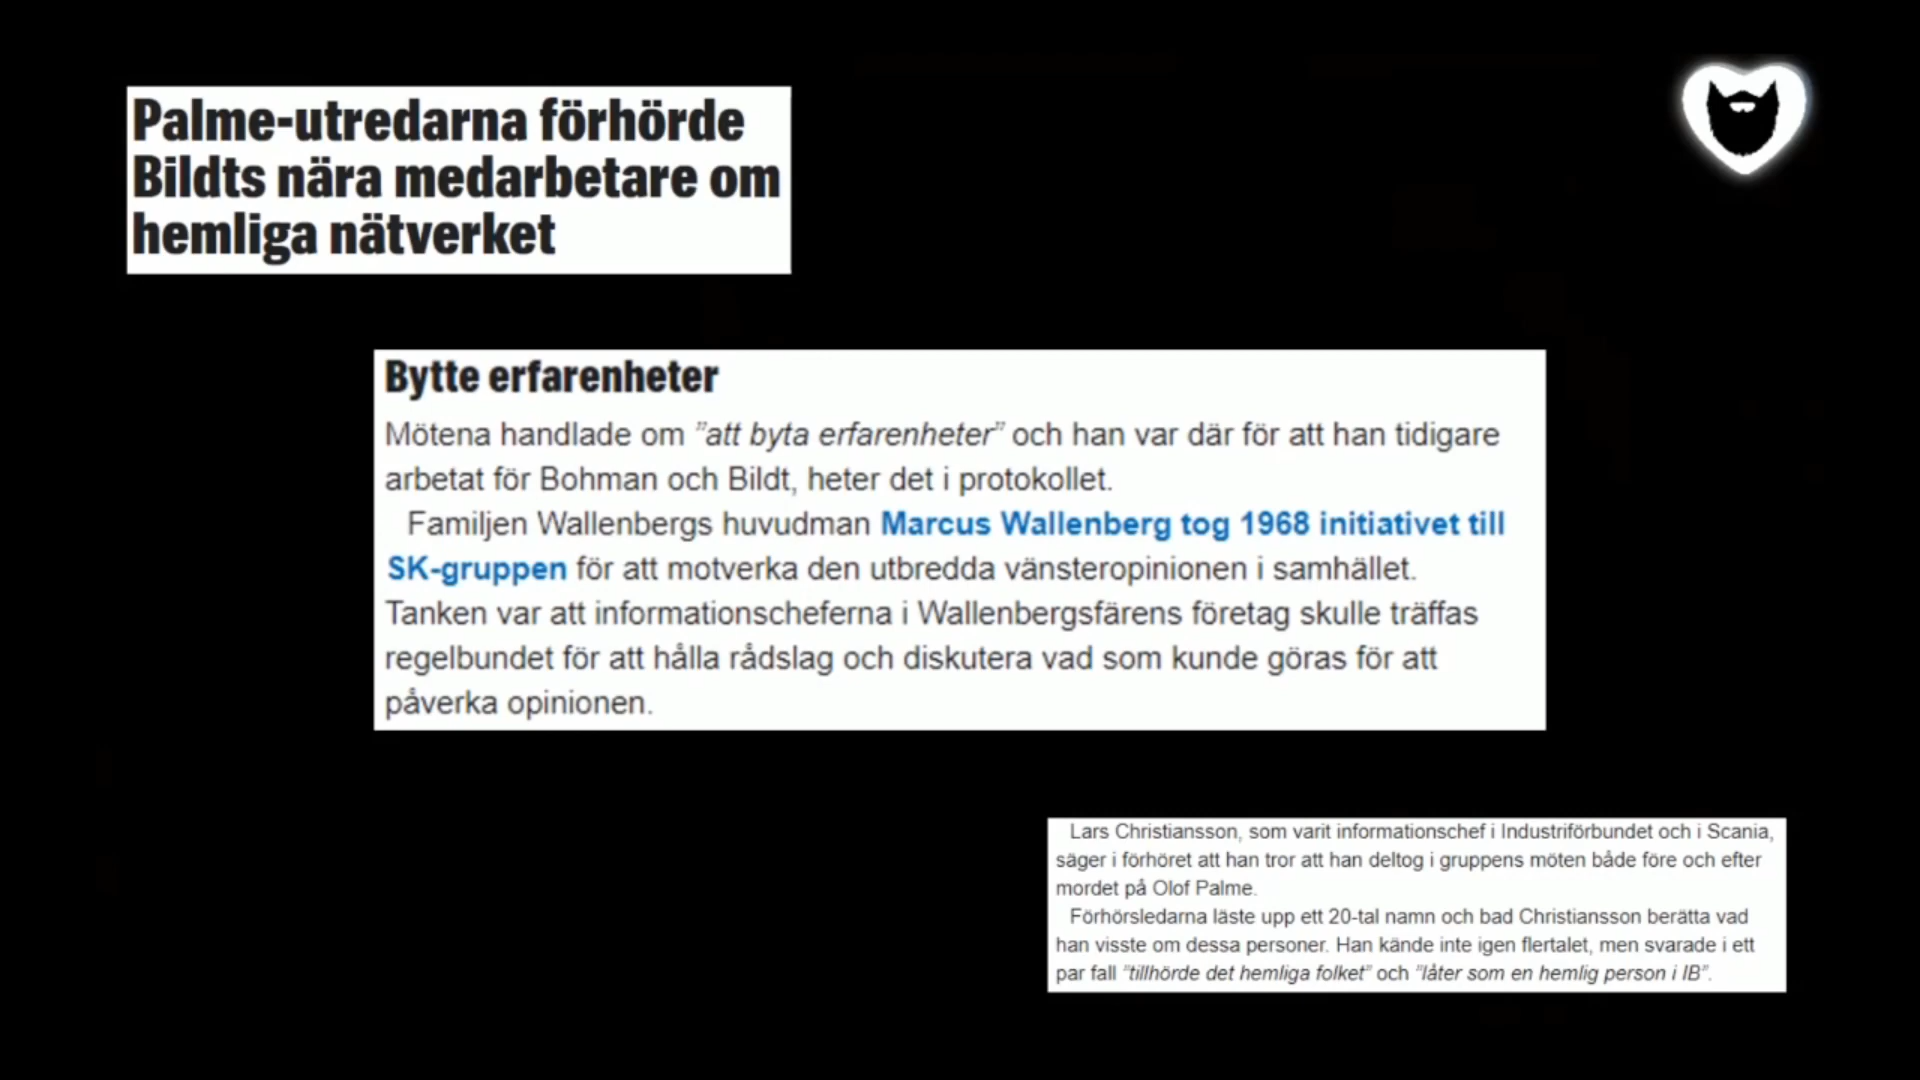 Palme-utredarna förhörde
Bildts nära medarbetare om
hemliga nätverket
Bytte erfarenheter
Mötena handlade om ”att byta erfarenheter” och han var där för att han tidigare
arbetat för Bohman och Bildt, heter det i protokollet.
Familjen Wallenbergs huvudman Marcus Wallenberg tog 1968 initiativet till
SK-gruppen för att motverka den utbredda vänsteropinionen i samhället.
Tanken var att informationscheferna i Wallenbergsfärens företag skulle träffas
regelbundet för att hålla rådslag och diskutera vad som kunde göras för att
påverka opinionen.
Lars Christiansson, som varit informationschef i Industriförbundet och i Scania,
säger i förhöret att han tror att han deltog i gruppens möten både före och efter
mordet på Olof Palme.
Förhörsledarna läste upp ett 20-tal namn och bad Christiansson berätta vad
han visste om dessa personer. Han kände inte igen flertalet, men svarade i ett
par fall ”tillhörde det hemliga folket” och ”låter som en hemlig person i IB”.